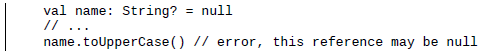 val name: String? = null
// ...
name.toUpperCase() // error, this reference may be null